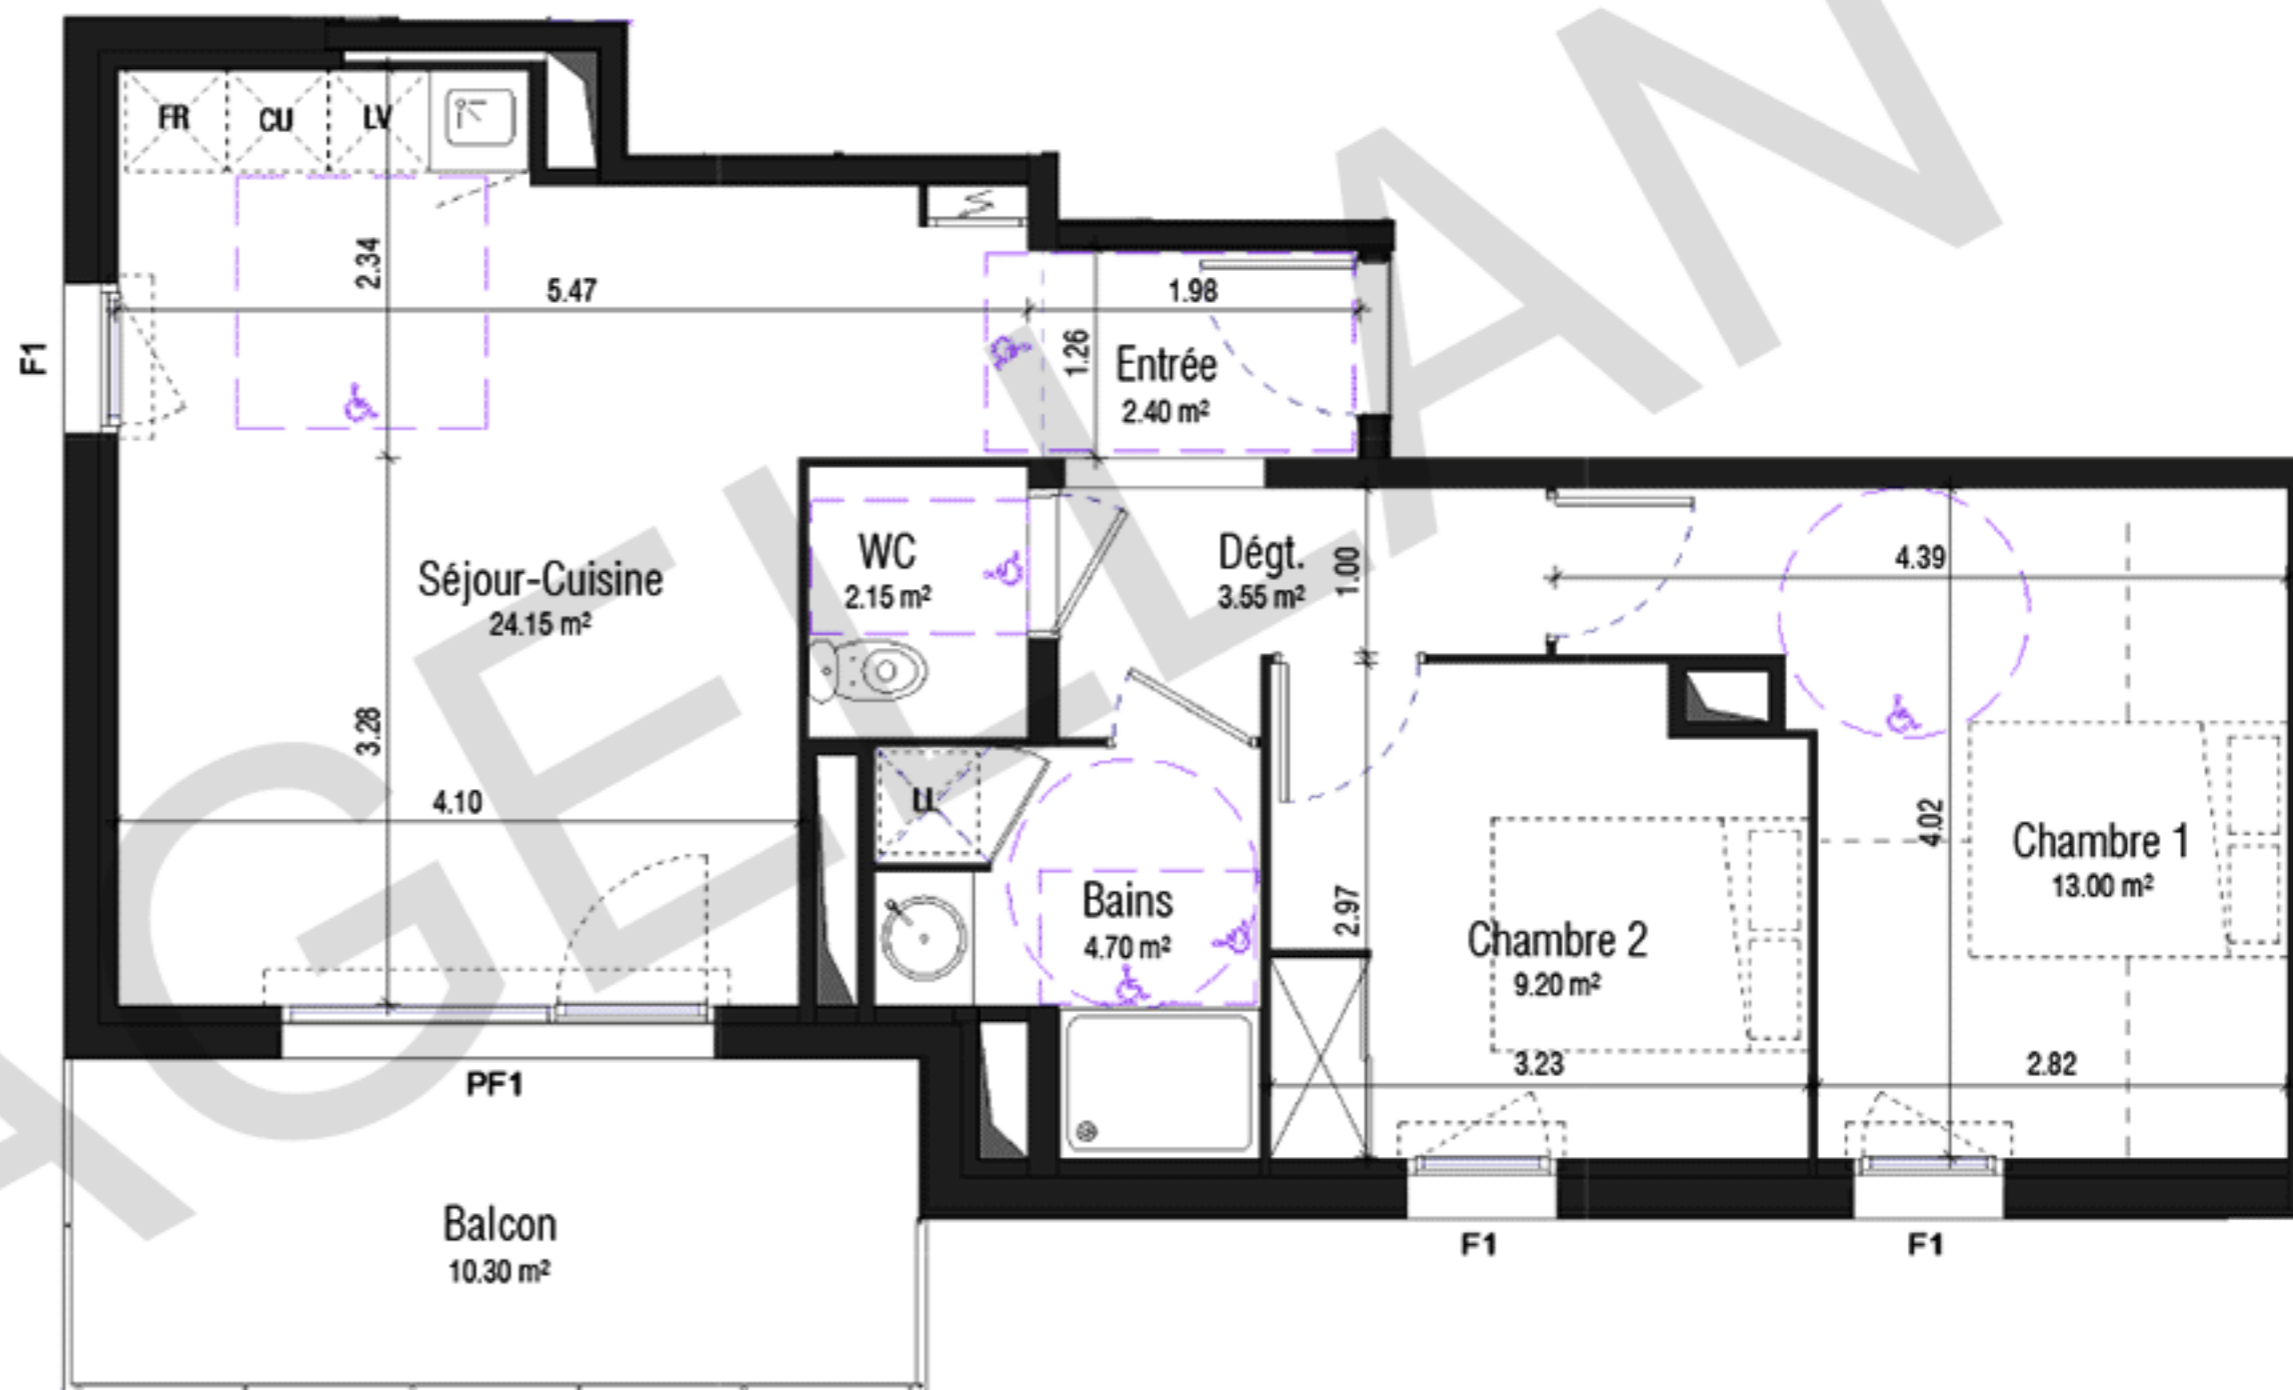 FR
CU
LV
2.34
5.47
1.98
F1
1.26
Entrée
2.40 m²
WC
2.15 m²
Dégt.
3.55 m²
1.00
4.39
Séjour-Cuisine
24.15 m²
3.28
4.10
LL
Bains
4.70 m²
2.97
4.02
Chambre 1
13.00 m²
Chambre 2
9.20 m²
3.23
2.82
PF1
F1
F1
Balcon
10.30 m²
AGELLAN